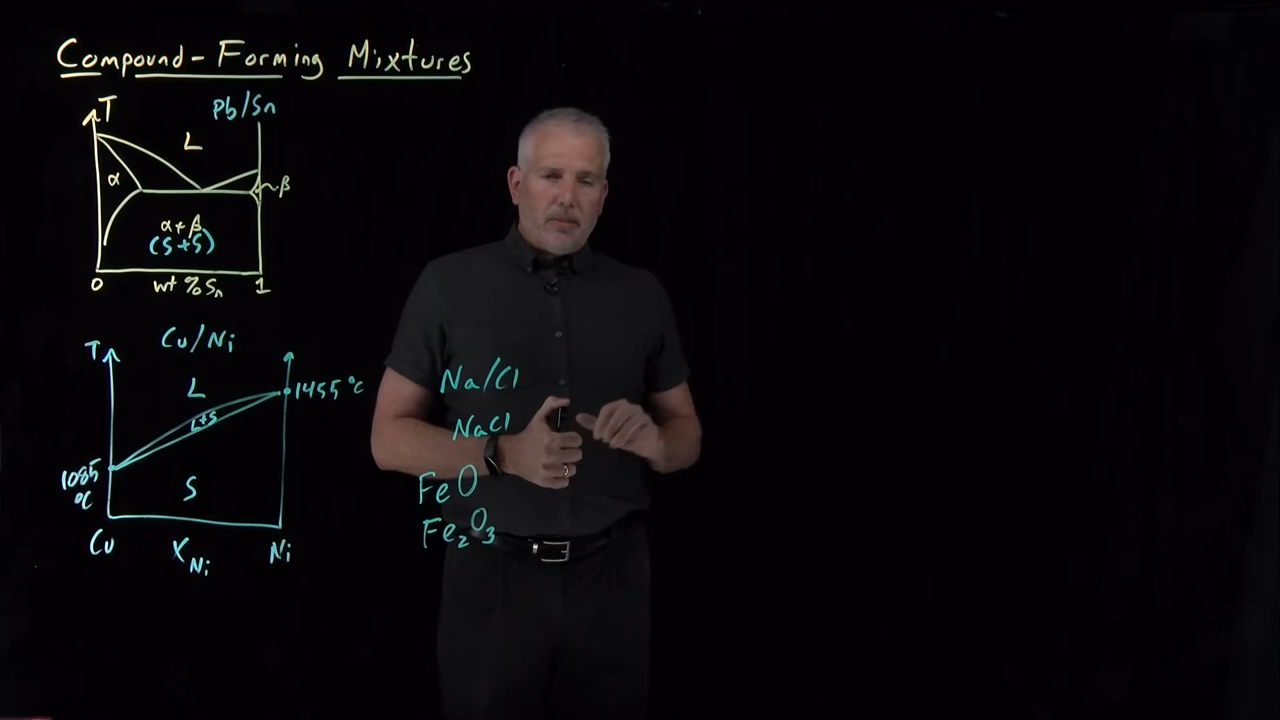 Compound-Forming Mixtures
T
Pb/Sn
L
α
β
α+β
(S+S)
0
wt % Sn
1
Cu/Ni
T
L
1455 °C
L+S
1085 °C
S
Cu
XNi
Ni
Na/Cl
NaCl
FeO
Fe2O3